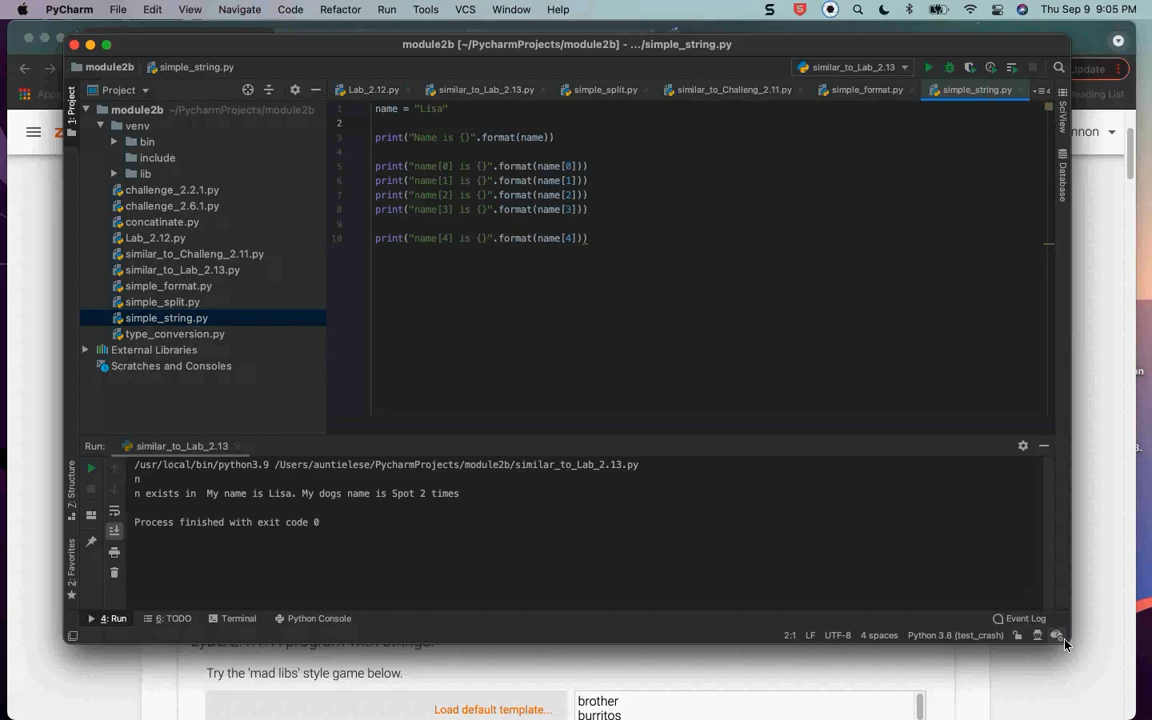 PyCharm File Edit View Navigate Code Refactor Run Tools VCS Window Help Thu Sep 9 9:05 PM
module2b [~/PycharmProjects/module2b] - .../simple_string.py
module2b simple_string.py similar_to_Lab_2.13 Update
Apps ading List
1: Project Project Lab_2.12.py similar_to_Lab_2.13.py simple_split.py similar_to_Challeng_2.11.py simple_format.py simple_string.py 4
module2b ~/PycharmProjects/module2b
venv
bin
include
lib
challenge_2.2.1.py
challenge_2.6.1.py
concatinate.py
Lab_2.12.py
similar_to_Challeng_2.11.py
similar_to_Lab_2.13.py
simple_format.py
simple_split.py
simple_string.py
type_conversion.py
External Libraries
Scratches and Consoles
1 name = "Lisa"
2
3 print("Name is {}".format(name))
4
5 print("name[0] is {}".format(name[0]))
6 print("name[1] is {}".format(name[1]))
7 print("name[2] is {}".format(name[2]))
8 print("name[3] is {}".format(name[3]))
9
10 print("name[4] is {}".format(name[4]))
SciView
Database
nnon
an
Run: similar_to_Lab_2.13
/usr/local/bin/python3.9 /Users/auntielese/PycharmProjects/module2b/similar_to_Lab_2.13.py
n
n exists in  My name is Lisa. My dogs name is Spot 2 times
Process finished with exit code 0
Z: Structure
2: Favorites
4: Run 6: TODO Terminal Python Console Event Log
2:1 LF UTF-8 4 spaces Python 3.8 (test_crash)
Try the 'mad libs' style game below.
Load default template...
brother
burritos